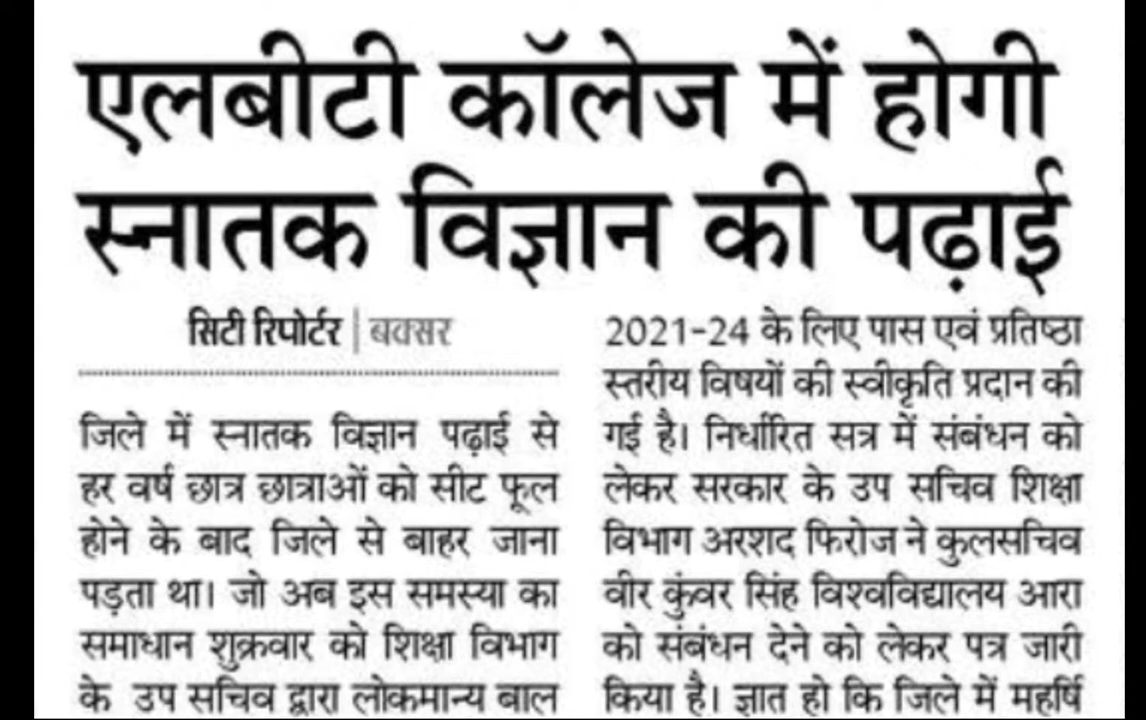 एलबीटी कॉलेज में होगी
स्नातक विज्ञान की पढ़ाई
सिटी रिपोर्टर | बक्सर
जिले में स्नातक विज्ञान पढ़ाई से
हर वर्ष छात्र छात्राओं को सीट फूल
होने के बाद जिले से बाहर जाना
पड़ता था। जो अब इस समस्या का
समाधान शुक्रवार को शिक्षा विभाग
के उप सचिव द्वारा लोकमान्य बाल
2021-24 के लिए पास एवं प्रतिष्ठा
स्तरीय विषयों की स्वीकृति प्रदान की
गई है। निर्धारित सत्र में संबंधन को
लेकर सरकार के उप सचिव शिक्षा
विभाग अरशद फिरोज ने कुलसचिव
वीर कुंवर सिंह विश्वविद्यालय आरा
को संबंधन देने को लेकर पत्र जारी
किया है। ज्ञात हो कि जिले में महर्षि